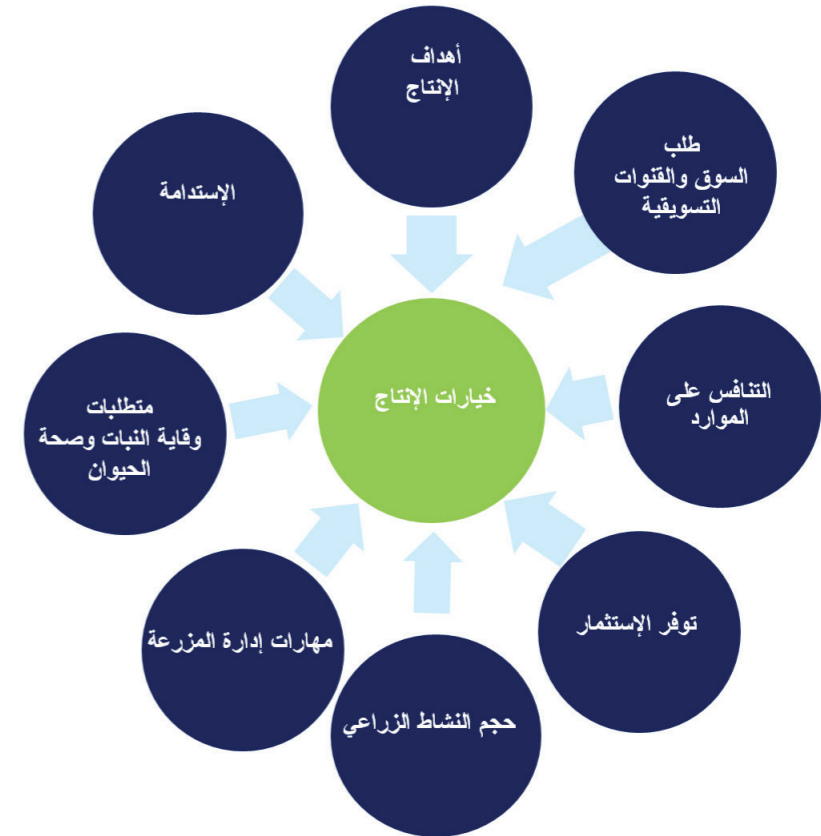 أهداف
الإنتاج
طلب
السوق والقنوات
التسويقية
التنافس على
الموارد
توفر الإستثمار
حجم النشاط الزراعي
مهارات إدارة المزرعة
متطلبات
وقاية النبات وصحة
الحيوان
الإستدامة
خيارات الإنتاج